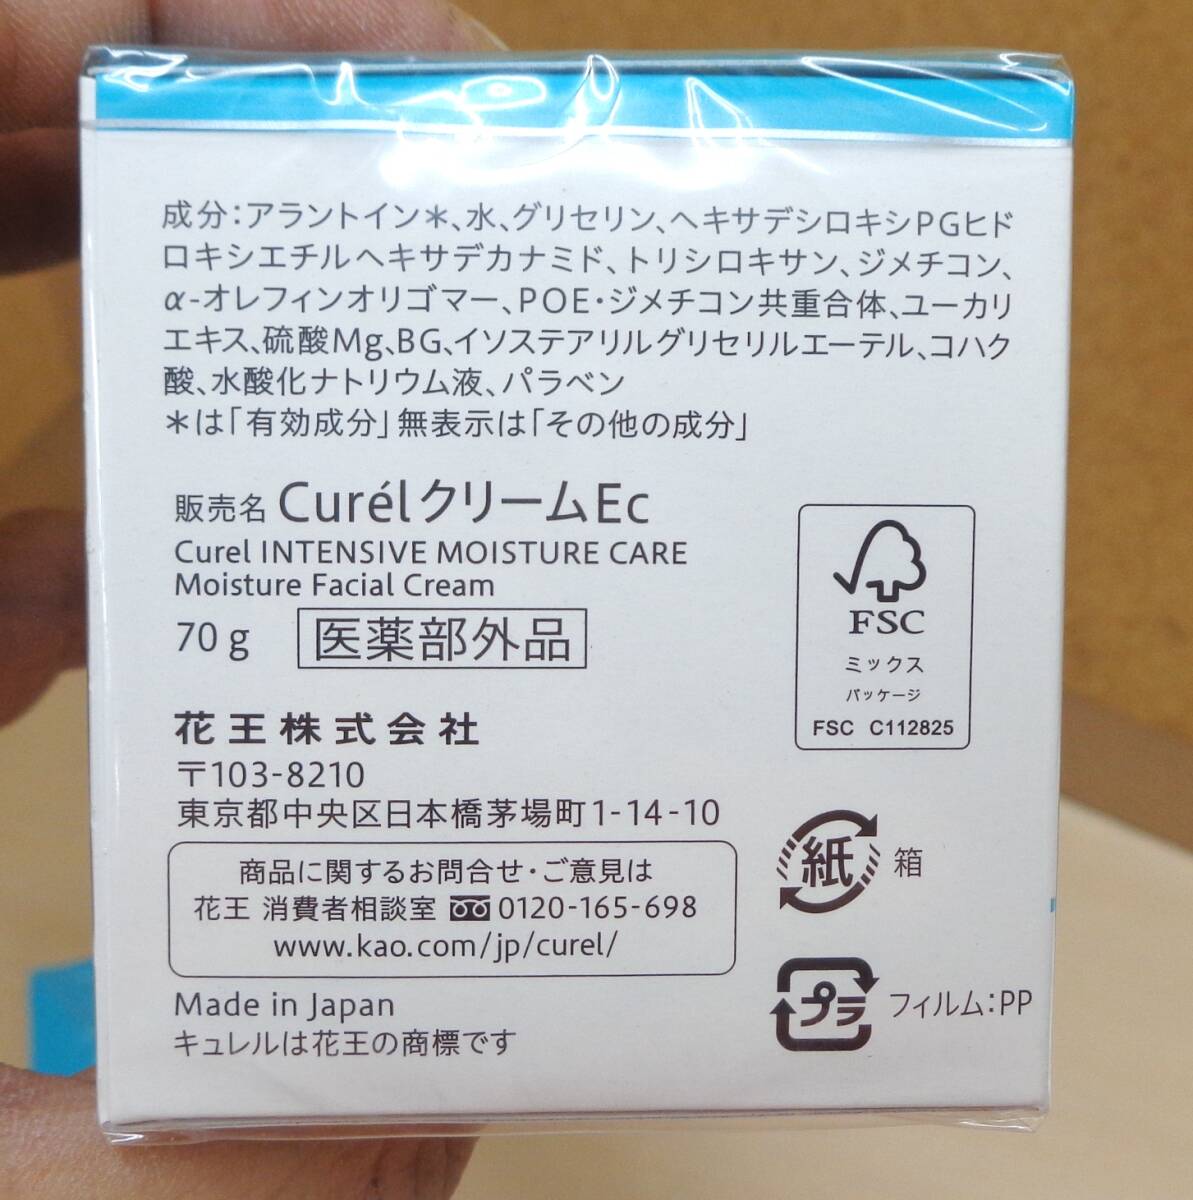 成分：アラントイン＊、水、グリセリン、ヘキサデシロキシPGヒド
ロキシエチルヘキサデカナミド、トリシロキサン、ジメチコン、
α-オレフィンオリゴマー、POE・ジメチコン共重合体、ユーカリ
エキス、硫酸Mg、BG、イソステアリルグリセリルエーテル、コハク
酸、水酸化ナトリウム液、パラベン
＊は「有効成分」無表示は「その他の成分」
販売名 CurélクリームEc
Curel INTENSIVE MOISTURE CARE
Moisture Facial Cream
70 g 医薬部外品
花王株式会社
〒103-8210
東京都中央区日本橋茅場町1-14-10
商品に関するお問合せ・ご意見は
花王 消費者相談室 0120-165-698
www.kao.com/jp/curel/
Made in Japan
キュレルは花王の商標です
FSC
ミックス
パッケージ
FSC C112825
紙 箱
プラ フィルム：PP